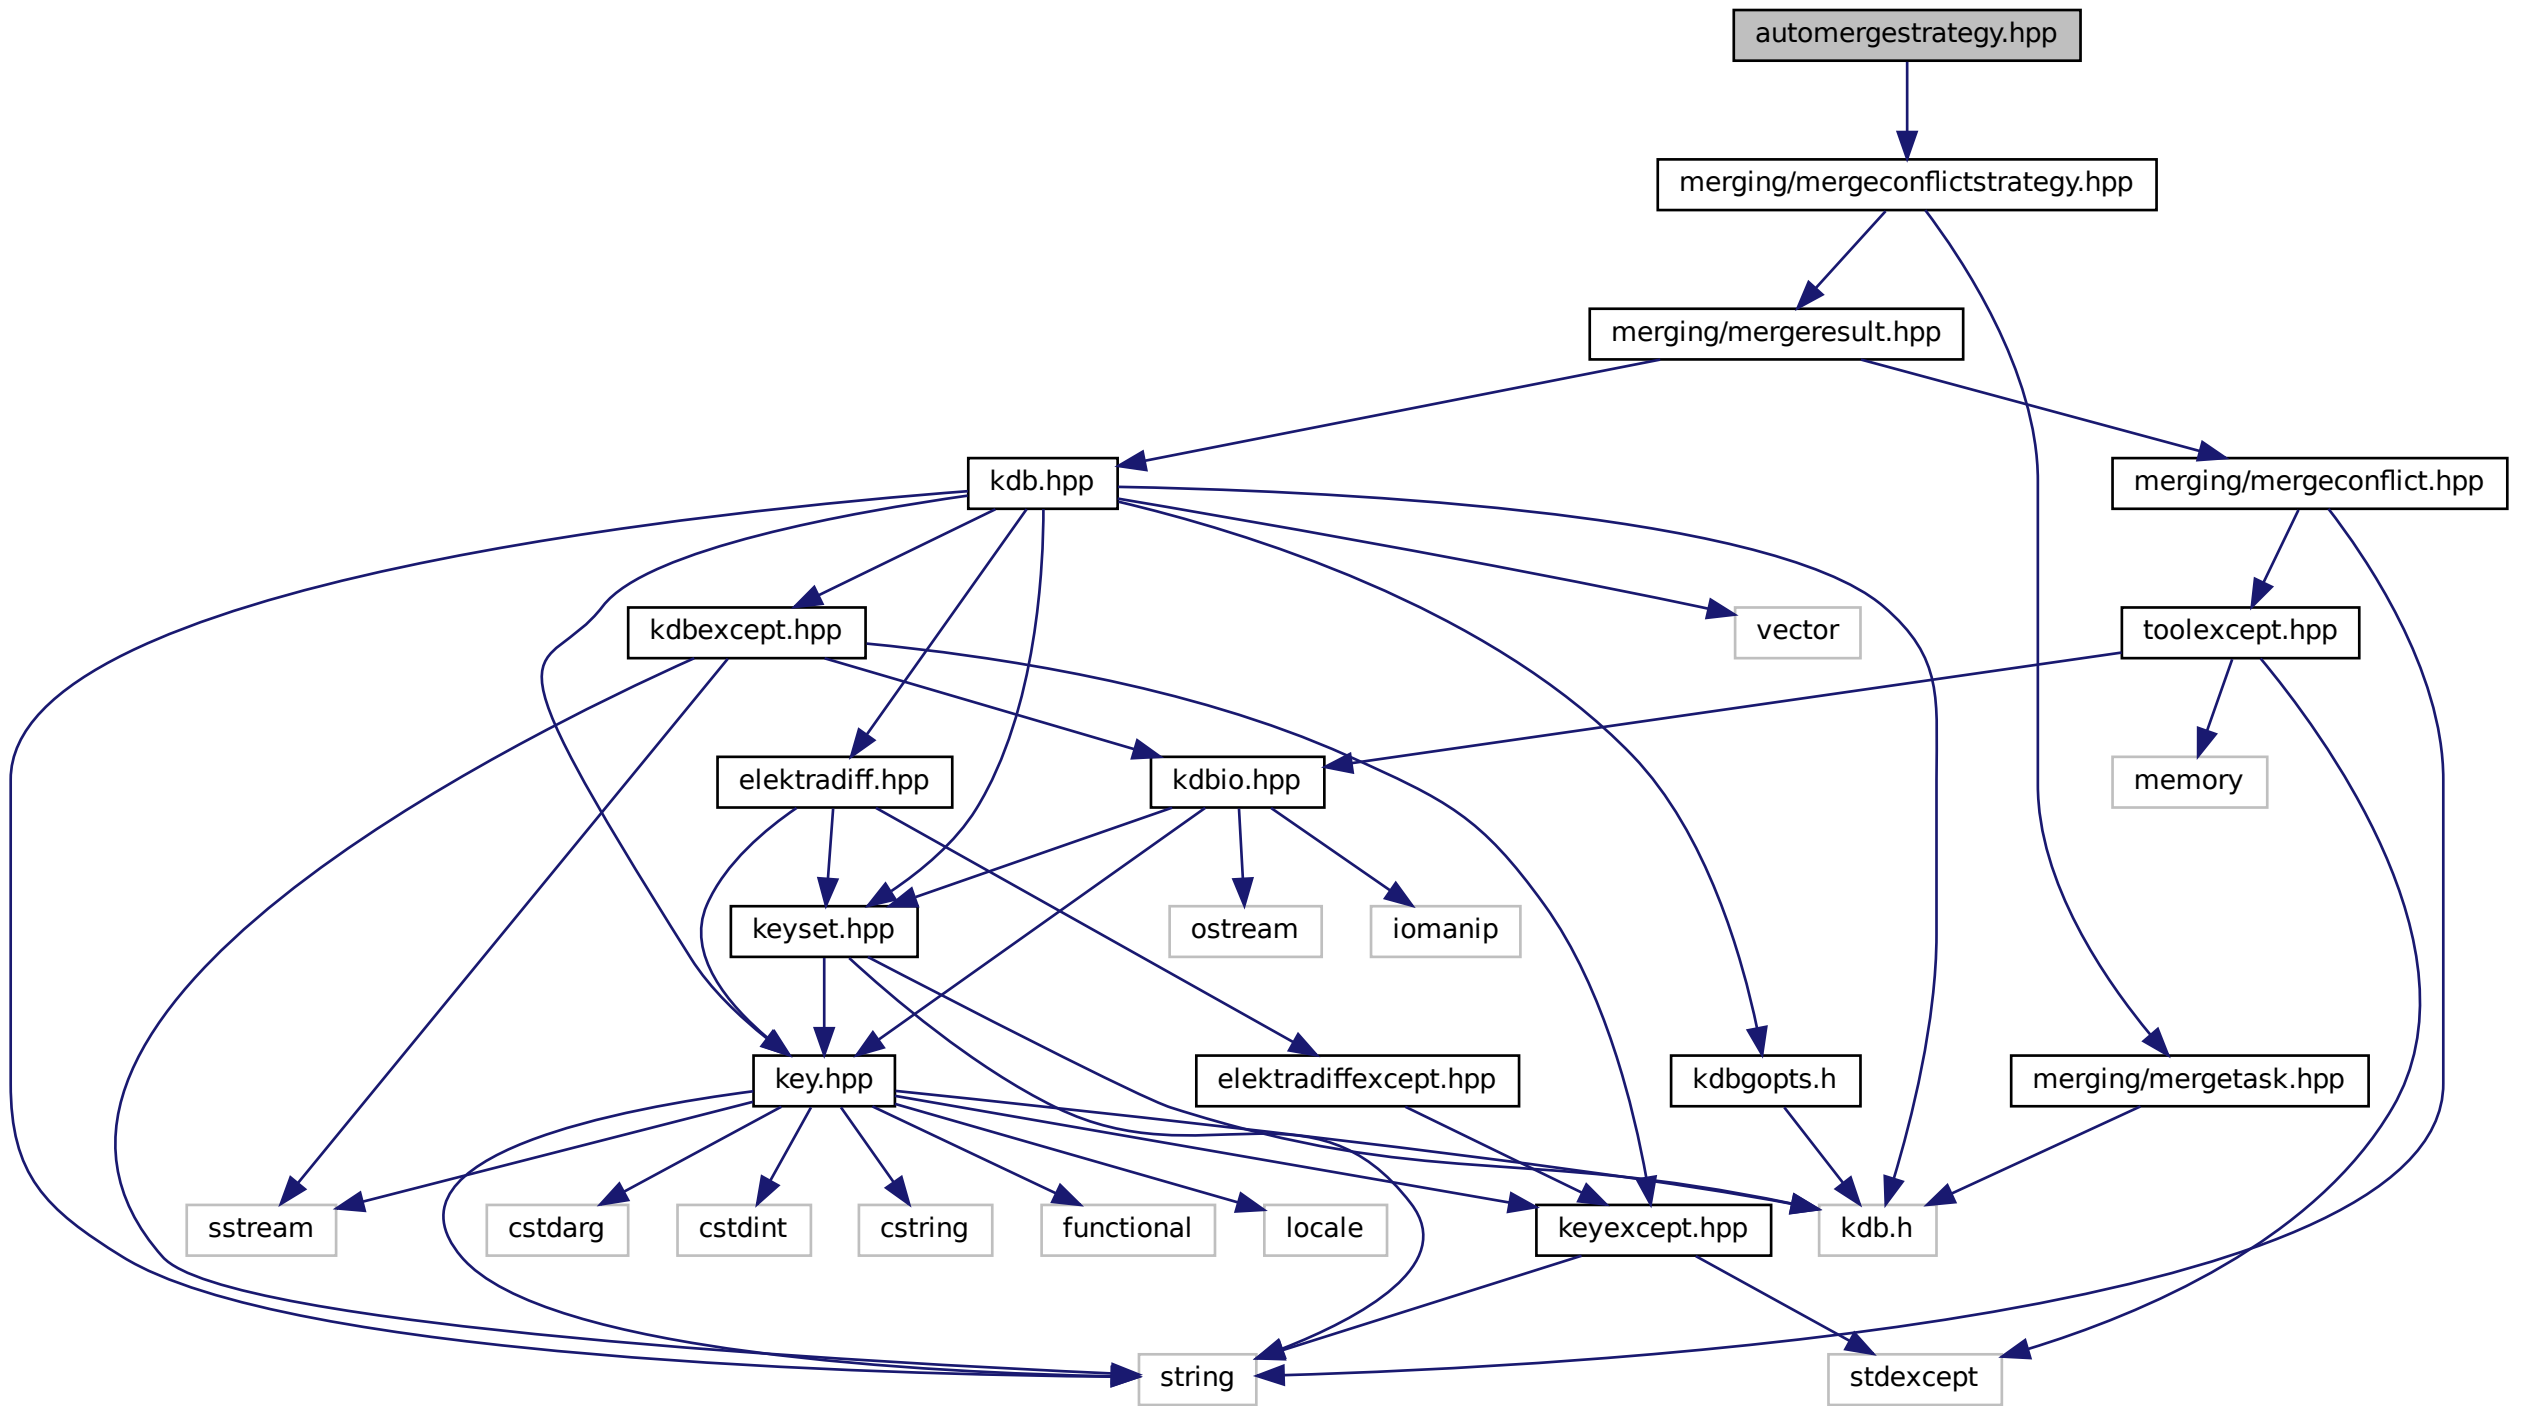 automergestrategy.hpp
merging/mergeconflictstrategy.hpp
merging/mergeresult.hpp
kdb.hpp
merging/mergeconflict.hpp
kdbexcept.hpp
vector
toolexcept.hpp
elektradiff.hpp
kdbio.hpp
memory
keyset.hpp
ostream
iomanip
key.hpp
elektradiffexcept.hpp
kdbgopts.h
merging/mergetask.hpp
sstream
cstdarg
cstdint
cstring
functional
locale
keyexcept.hpp
kdb.h
string
stdexcept